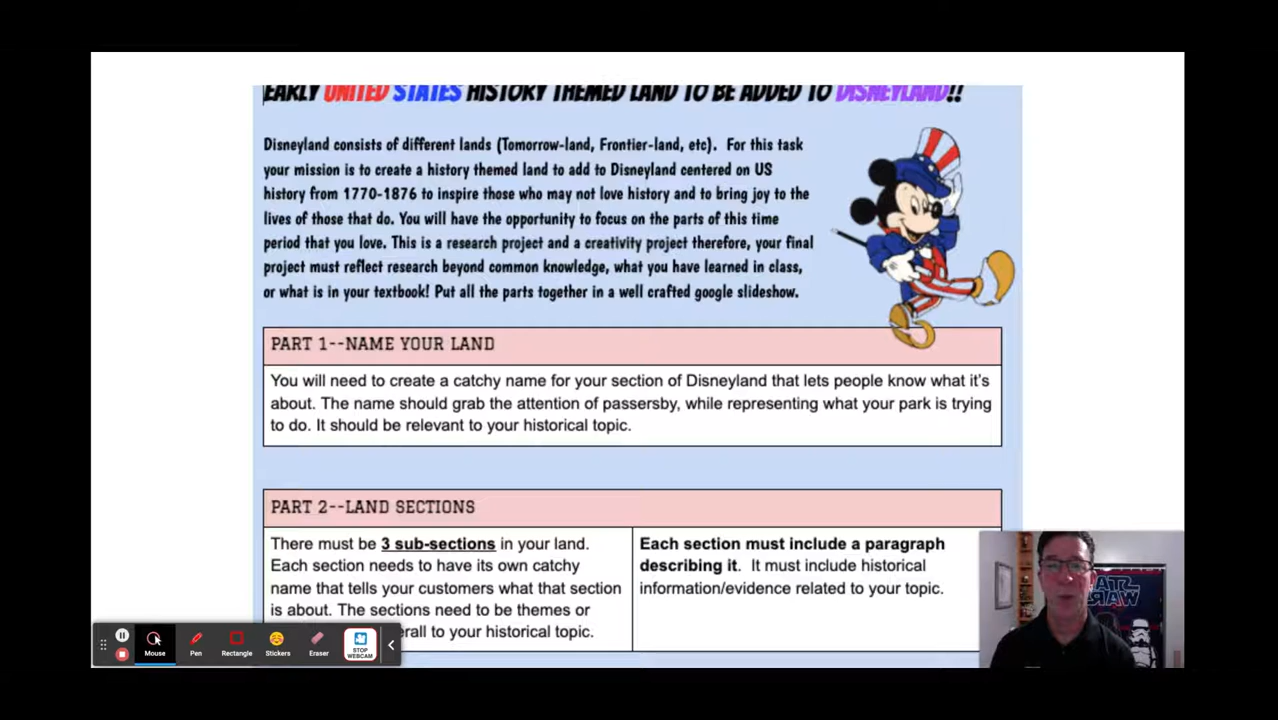 EARLY UNITED STATES HISTORY THEMED LAND TO BE ADDED TO DISNEYLAND!!
Disneyland consists of different lands (Tomorrow-land, Frontier-land, etc). For this task
your mission is to create a history themed land to add to Disneyland centered on US
history from 1770-1876 to inspire those who may not love history and to bring joy to the
lives of those that do. You will have the opportunity to focus on the parts of this time
period that you love. This is a research project and a creativity project therefore, your final
project must reflect research beyond common knowledge, what you have learned in class,
or what is in your textbook! Put all the parts together in a well crafted google slideshow.
PART 1--NAME YOUR LAND
You will need to create a catchy name for your section of Disneyland that lets people know what it's
about. The name should grab the attention of passersby, while representing what your park is trying
to do. It should be relevant to your historical topic.
PART 2--LAND SECTIONS
There must be 3 sub-sections in your land.
Each section needs to have its own catchy
name that tells your customers what that section
is about. The sections need to be themes or
erall to your historical topic.
Each section must include a paragraph
describing it. It must include historical
information/evidence related to your topic.
STAR
WARS
Mouse
Pen
Rectangle
Stickers
Eraser
STOP
WEBCAM